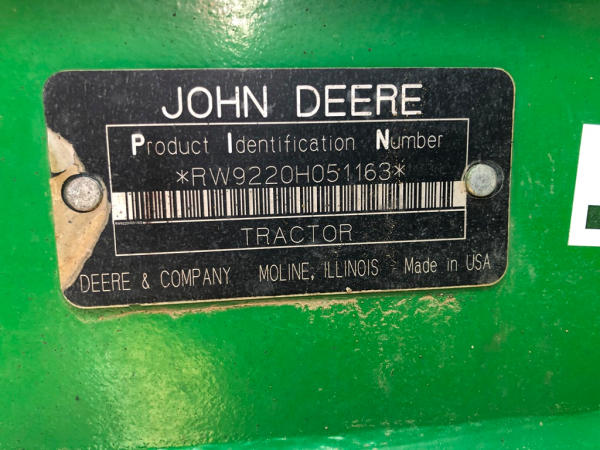 JOHN DEERE
Product Identification Number
*RW9220H051163*
TRACTOR
DEERE & COMPANY MOLINE, ILLINOIS Made in USA